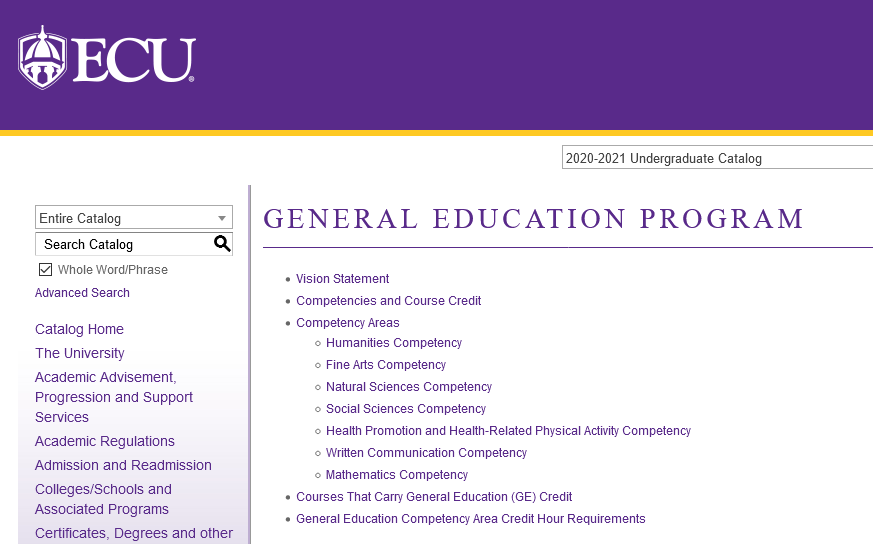 ECU
2020-2021 Undergraduate Catalog
Entire Catalog
Search Catalog
Whole Word/Phrase
Advanced Search
Catalog Home
The University
Academic Advisement,
Progression and Support
Services
Academic Regulations
Admission and Readmission
Colleges/Schools and
Associated Programs
Certificates, Degrees and other
GENERAL EDUCATION PROGRAM
Vision Statement
Competencies and Course Credit
Competency Areas
Humanities Competency
Fine Arts Competency
Natural Sciences Competency
Social Sciences Competency
Health Promotion and Health-Related Physical Activity Competency
Written Communication Competency
Mathematics Competency
Courses That Carry General Education (GE) Credit
General Education Competency Area Credit Hour Requirements